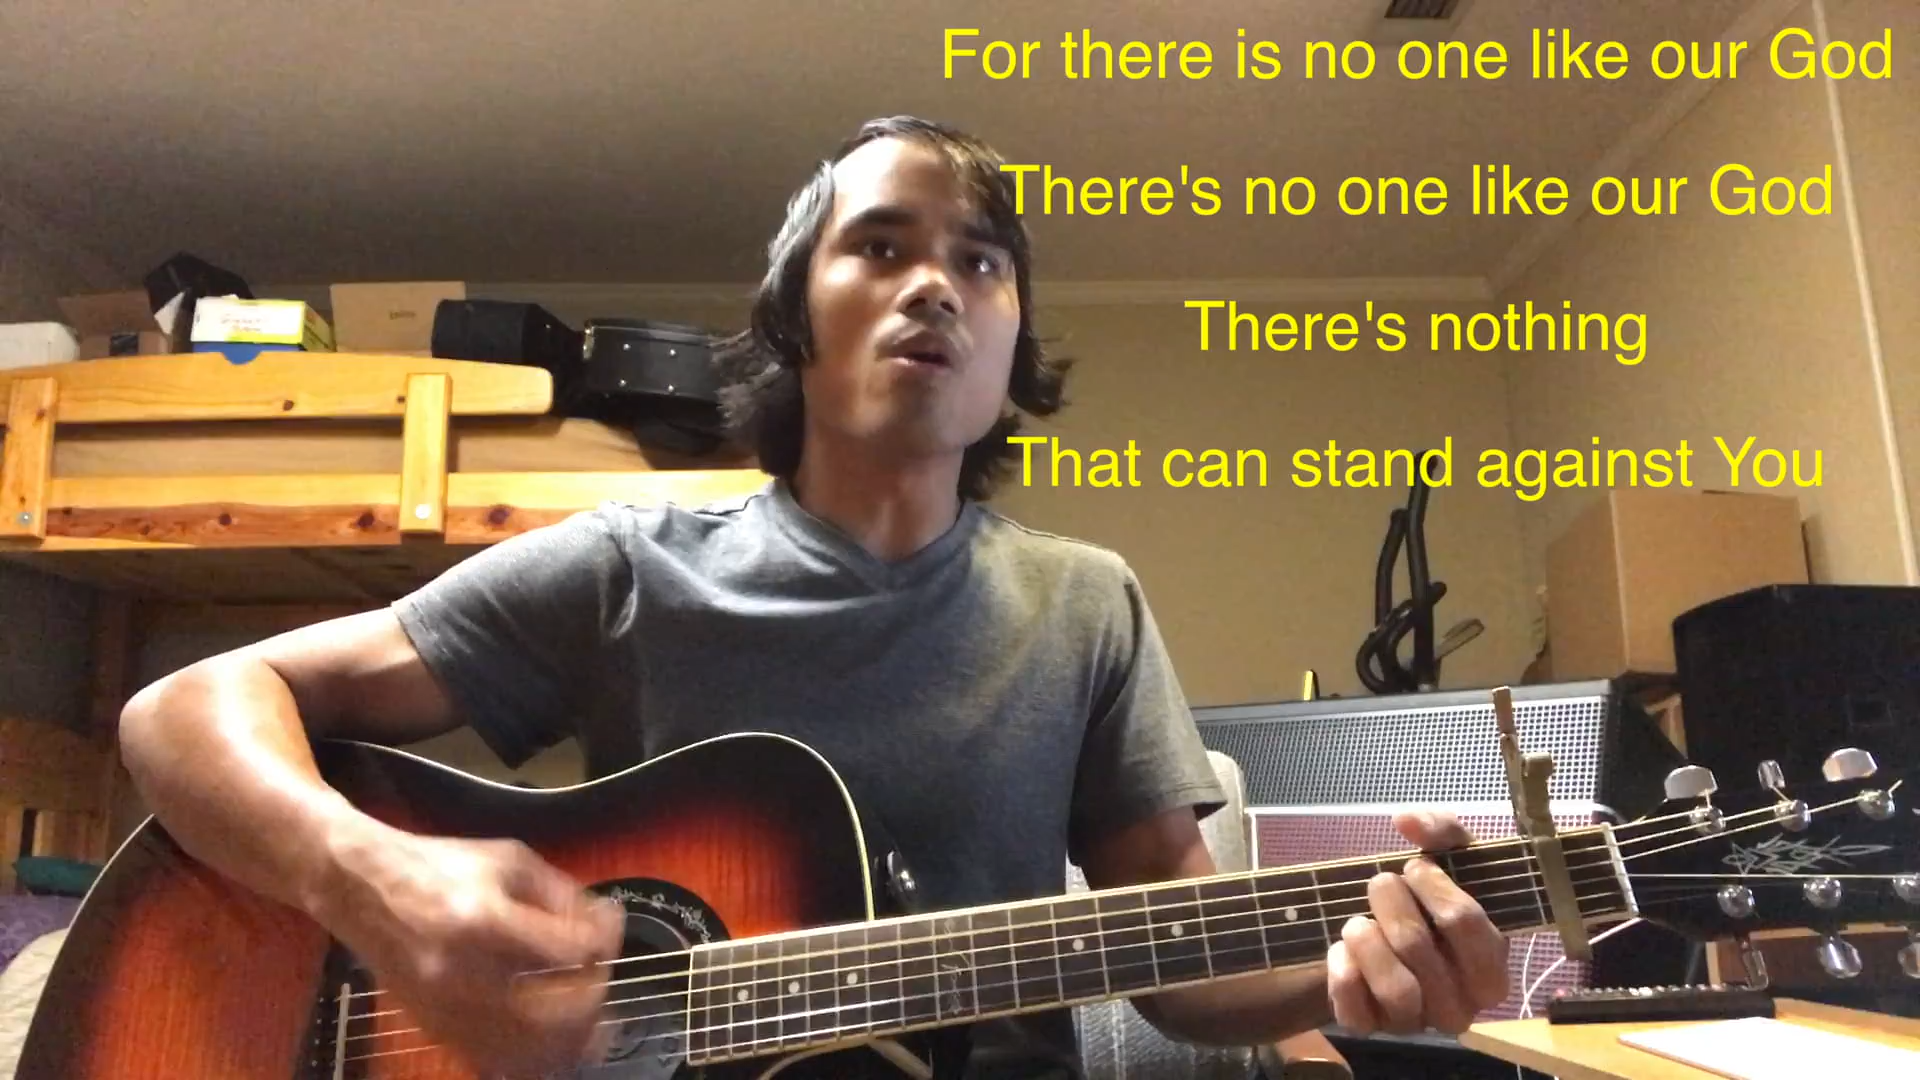 For there is no one like our God
There's no one like our God
There's nothing
That can stand against You